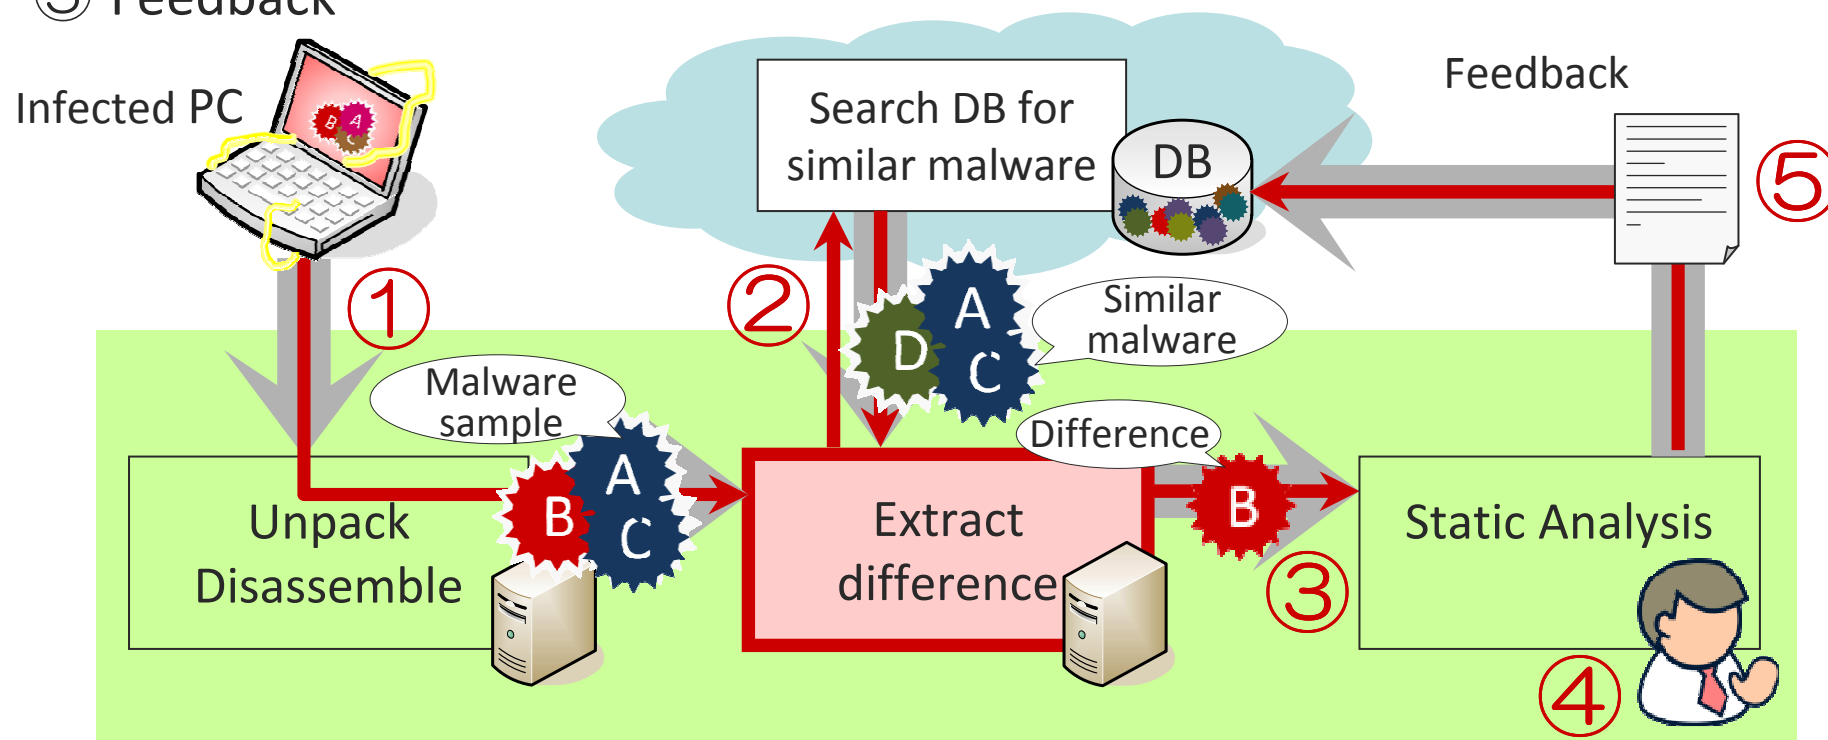 ⑤ Feedback
Infected PC
B
A
C
Search DB for
similar malware
DB
Feedback
⑤
①
②
A
D
C
Similar
malware
Malware
sample
A
B
C
Difference
B
Unpack
Disassemble
Extract
difference
③
Static Analysis
④